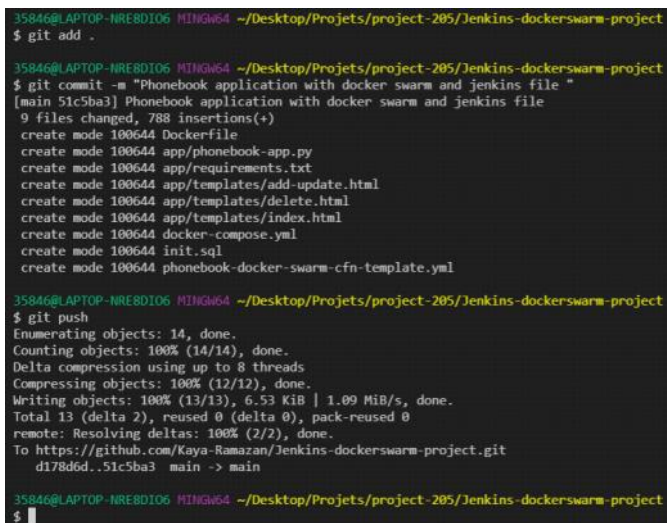 35846@LAPTOP-NRE8DIO6 MINGW64 ~/Desktop/Projets/project-205/Jenkins-dockerswarm-project
$ git add .
35846@LAPTOP-NRE8DIO6 MINGW64 ~/Desktop/Projets/project-205/Jenkins-dockerswarm-project
$ git commit -m "Phonebook application with docker swarm and jenkins file "
[main 51c5ba3] Phonebook application with docker swarm and jenkins file
9 files changed, 788 insertions(+)
create mode 100644 Dockerfile
create mode 100644 app/phonebook-app.py
create mode 100644 app/requirements.txt
create mode 100644 app/templates/add-update.html
create mode 100644 app/templates/delete.html
create mode 100644 app/templates/index.html
create mode 100644 docker-compose.yml
create mode 100644 init.sql
create mode 100644 phonebook-docker-swarm-cfn-template.yml
35846@LAPTOP-NRE8DIO6 MINGW64 ~/Desktop/Projets/project-205/Jenkins-dockerswarm-project
$ git push
Enumerating objects: 14, done.
Counting objects: 100% (14/14), done.
Delta compression using up to 8 threads
Compressing objects: 100% (12/12), done.
Writing objects: 100% (13/13), 6.53 KiB | 1.09 MiB/s, done.
Total 13 (delta 2), reused 0 (delta 0), pack-reused 0
remote: Resolving deltas: 100% (2/2), done.
To https://github.com/Kaya-Ramazan/Jenkins-dockerswarm-project.git
d178d6d..51c5ba3  main -> main
35846@LAPTOP-NRE8DIO6 MINGW64 ~/Desktop/Projets/project-205/Jenkins-dockerswarm-project
$